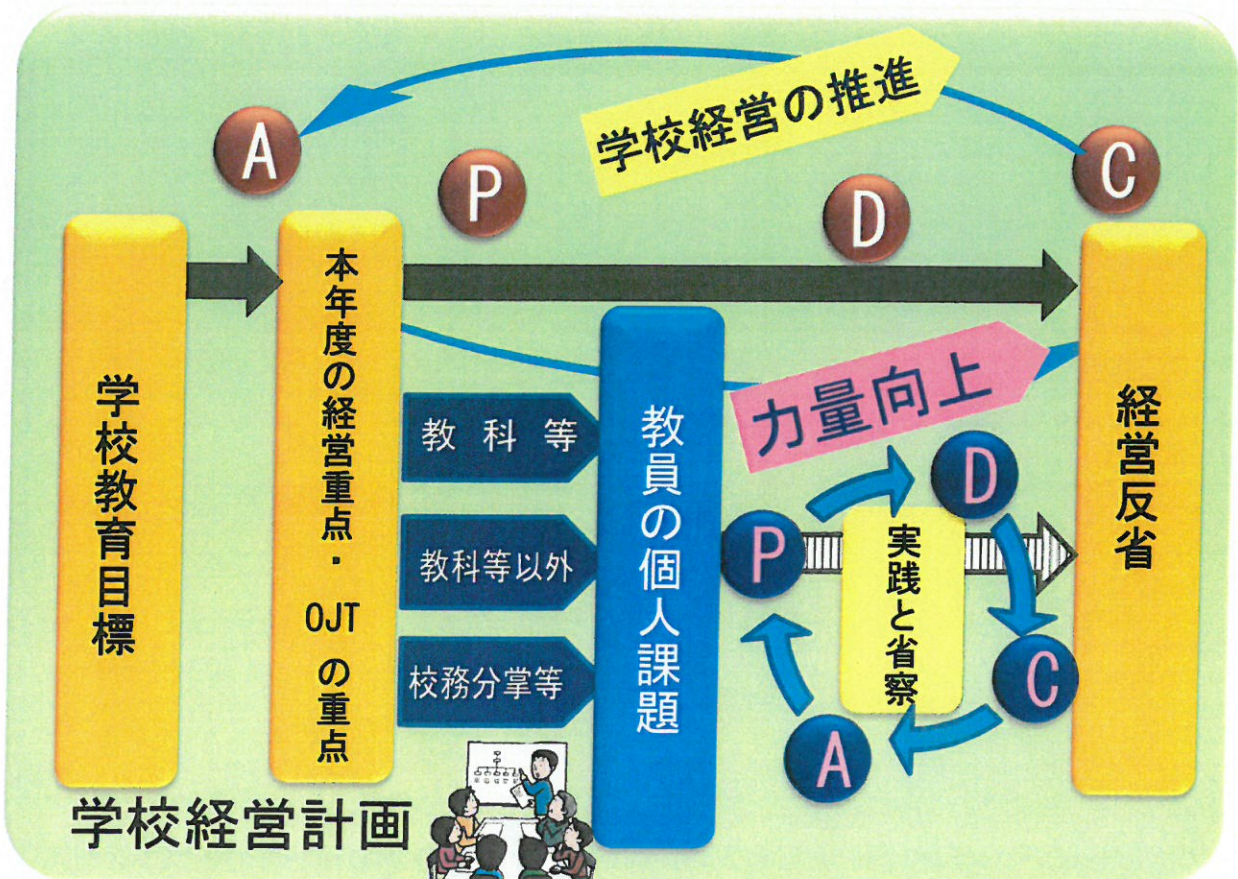 学校経営の推進
A
P
D
C
学校教育目標
本年度の経営重点・OJTの重点
教科等
教科等以外
校務分掌等
教員の個人課題
力量向上
P
D
C
A
実践と省察
経営反省
学校経営計画